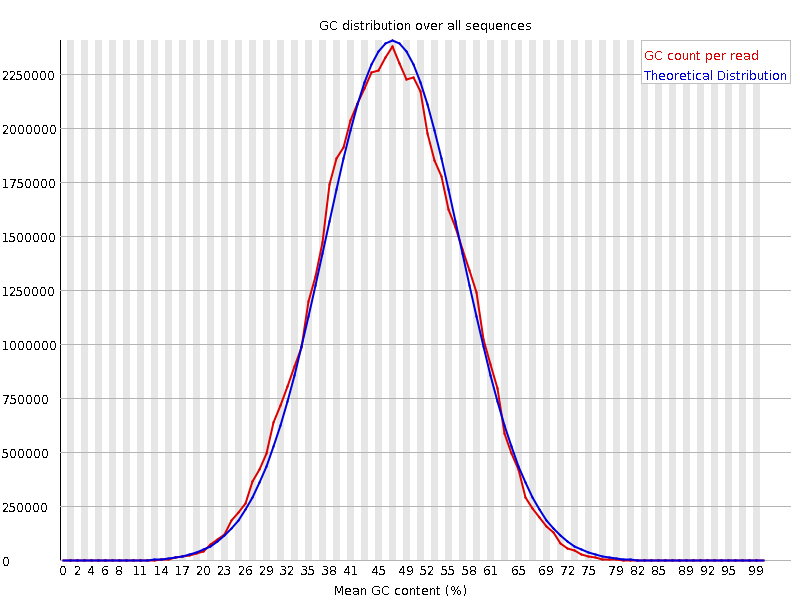 GC distribution over all sequences
GC count per read
Theoretical Distribution
2250000
2000000
1750000
1500000
1250000
1000000
750000
500000
250000
0
0 2 4 6 8 11 14 17 20 23 26 29 32 35 38 41 45 49 52 55 58 61 65 69 72 75 79 82 85 89 92 95 99
Mean GC content (%)